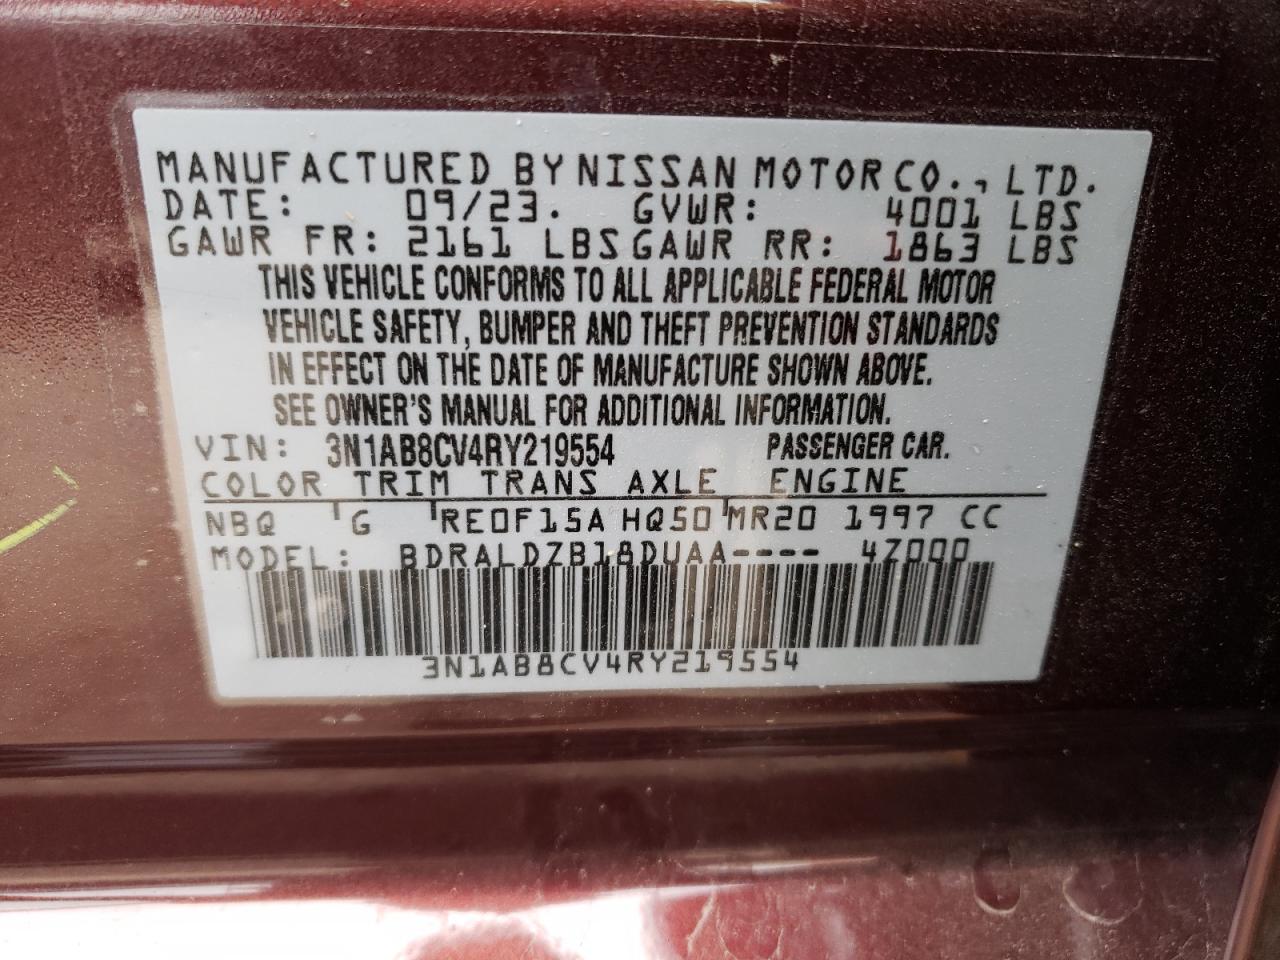 MANUFACTURED BY NISSAN MOTOR CO., LTD.
DATE: 09/23. GVWR: 4001 LBS
GAWR FR: 2161 LBS GAWR RR: 1863 LBS
THIS VEHICLE CONFORMS TO ALL APPLICABLE FEDERAL MOTOR
VEHICLE SAFETY, BUMPER AND THEFT PREVENTION STANDARDS
IN EFFECT ON THE DATE OF MANUFACTURE SHOWN ABOVE.
SEE OWNER'S MANUAL FOR ADDITIONAL INFORMATION.
VIN: 3N1AB8CV4RY219554 PASSENGER CAR.
COLOR TRIM TRANS AXLE ENGINE
NBQ G RE0F15A HQ50 MR20 1997 CC
MODEL: BDRALDZB18DUAA---- 4Z000
3N1AB8CV4RY219554